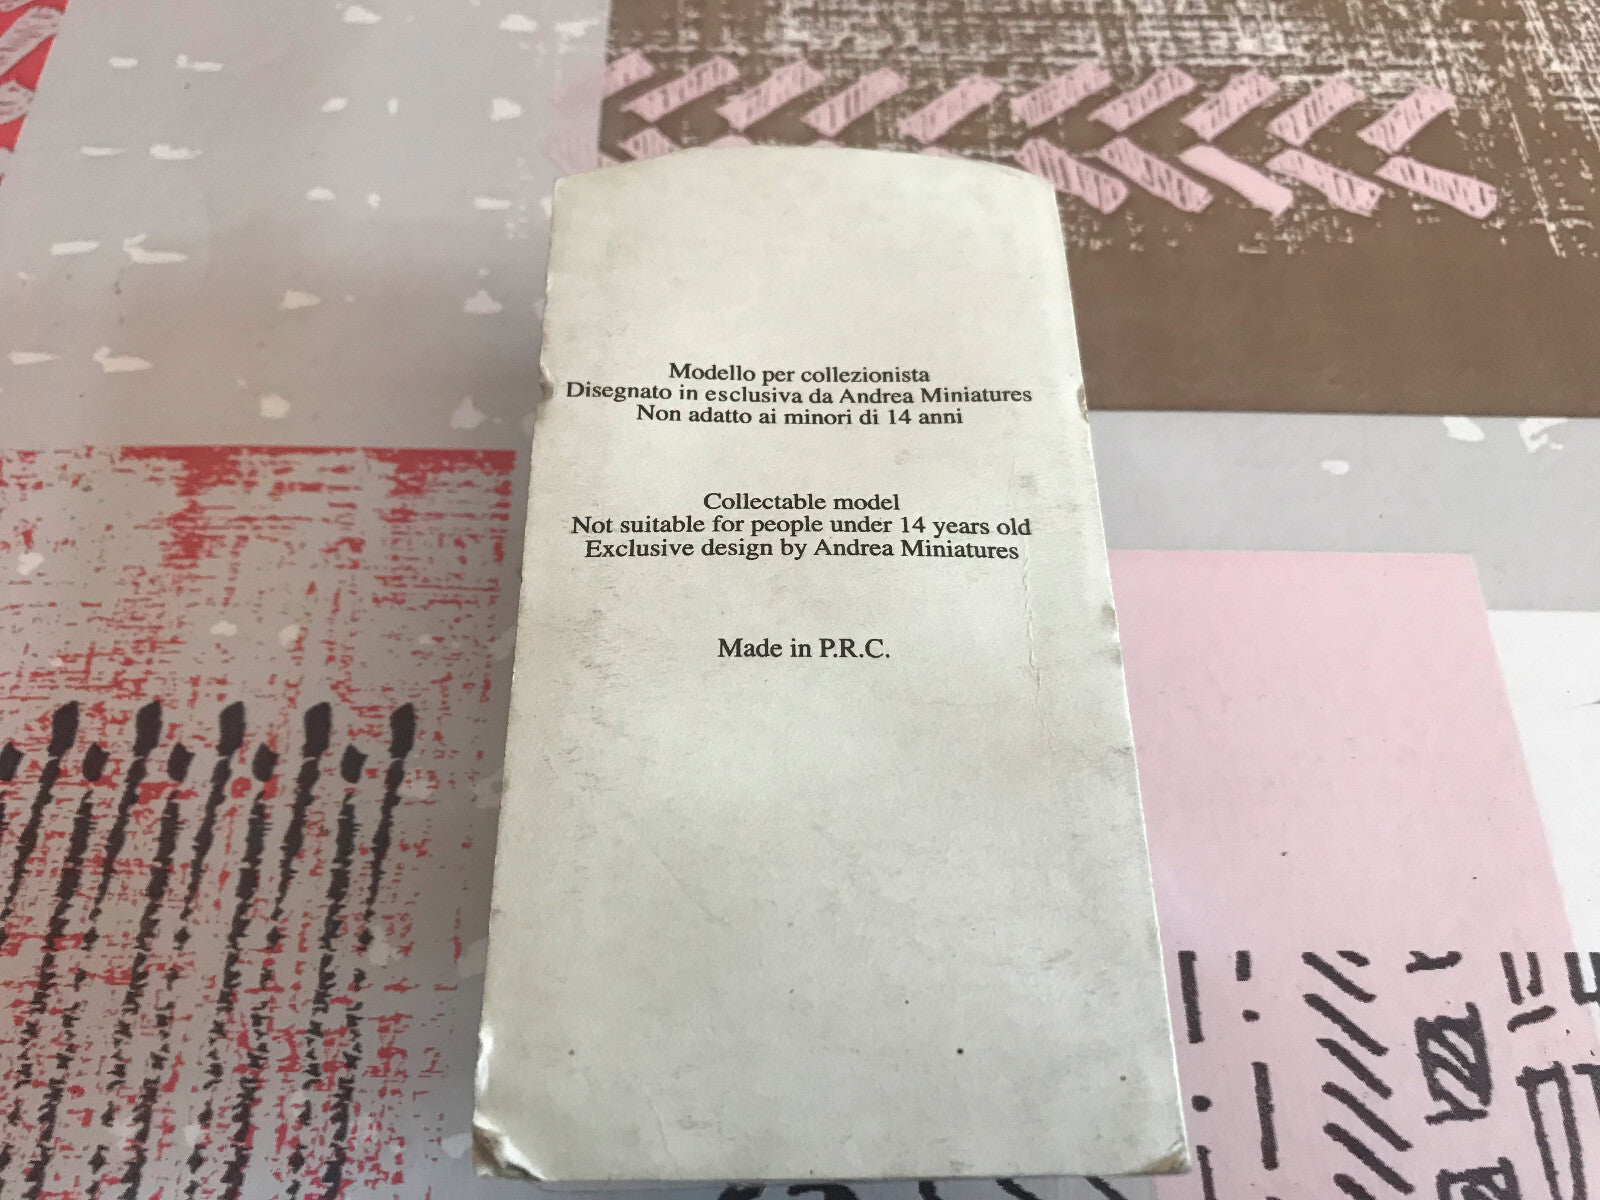 Modello per collezionista
Disegnato in esclusiva da Andrea Miniatures
Non adatto ai minori di 14 anni
Collectable model
Not suitable for people under 14 years old
Exclusive design by Andrea Miniatures
Made in P.R.C.